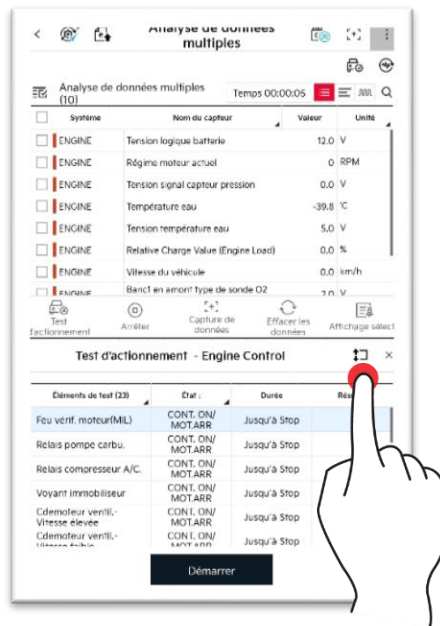 Analyse de données
multiples
Analyse de données multiples
(10)
Temps 00:00:05
Système Nom du capteur Valeur Unité
ENGINE Tension logique batterie 12.0 V
ENGINE Régime moteur actuel 0 RPM
ENGINE Tension signal capteur pression 0.0 V
ENGINE Température eau -39.8 °C
ENGINE Tension température eau 5.0 V
ENGINE Relative Charge Value (Engine Load) 0.0 %
ENGINE Vitesse du véhicule 0.0 km/h
ENGINE Banc1 en amont type de sonde O2 2.0 V
Test
d'actionnement
Arrêter
Capture de
données
Effacer les
données
Affichage sélect
Test d'actionnement - Engine Control
Éléments de test (23) État : Durée
Feu vérif. moteur(MIL) CONT. ON/
MOT.ARR Jusqu'à Stop
Relais pompe carbu. CONT. ON/
MOT.ARR Jusqu'à Stop
Relais compresseur A/C. CONT. ON/
MOT.ARR Jusqu'à Stop
Voyant immobiliseur CONT. ON/
MOT.ARR Jusqu'à Stop
Cdemoteur ventil,-
Vitesse élevée CONT. ON/
MOT.ARR Jusqu'à Stop
Cdemoteur ventil,-
Vitesse faible CONT. ON/
MOT.ARR Jusqu'à Stop
Démarrer